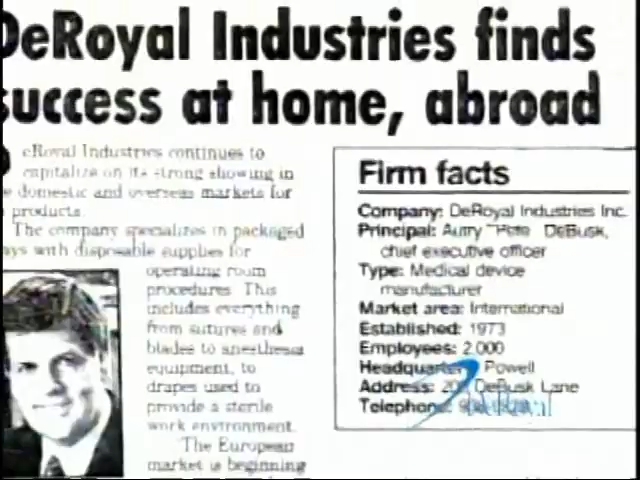 DeRoyal Industries finds
success at home, abroad
eRoyal Industries continues to
capitalize on its strong showing in
e domestic and overseas markets for
products.
The company specializes in packaged
ays with disposable supplies for
operating room
procedures. This
includes everything
from sutures and
blades to anesthesia
equipment, to
drapes used to
provide a sterile
work environment.
The European
market is beginning
Firm facts
Company: DeRoyal Industries Inc.
Principal: Autry "Pete" DeBusk,
chief executive officer
Type: Medical device
manufacturer
Market area: International
Established: 1973
Employees: 2,000
Headquarters: Powell
Address: DeBusk Lane
Telephone: